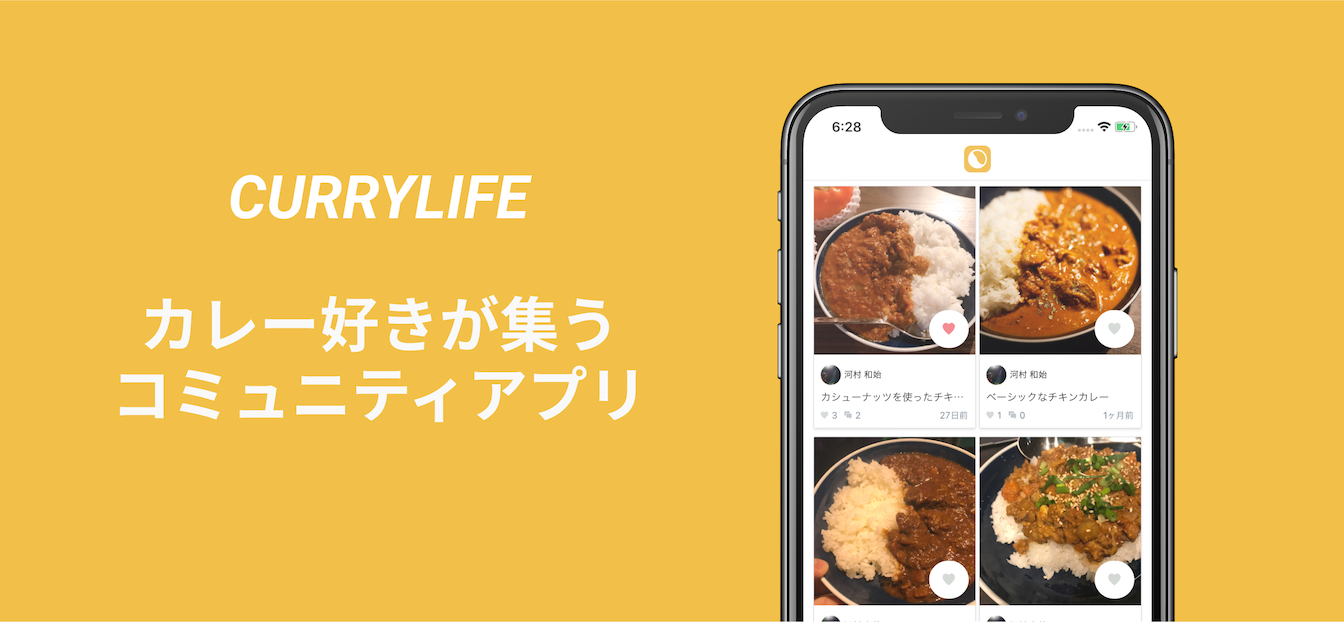 CURRYLIFE
カレー好きが集う
コミュニティアプリ
6:28
河村 和始
カシューナッツを使ったチキ…
3 2 27日前
河村 和始
ベーシックなチキンカレー
1 0 1ヶ月前